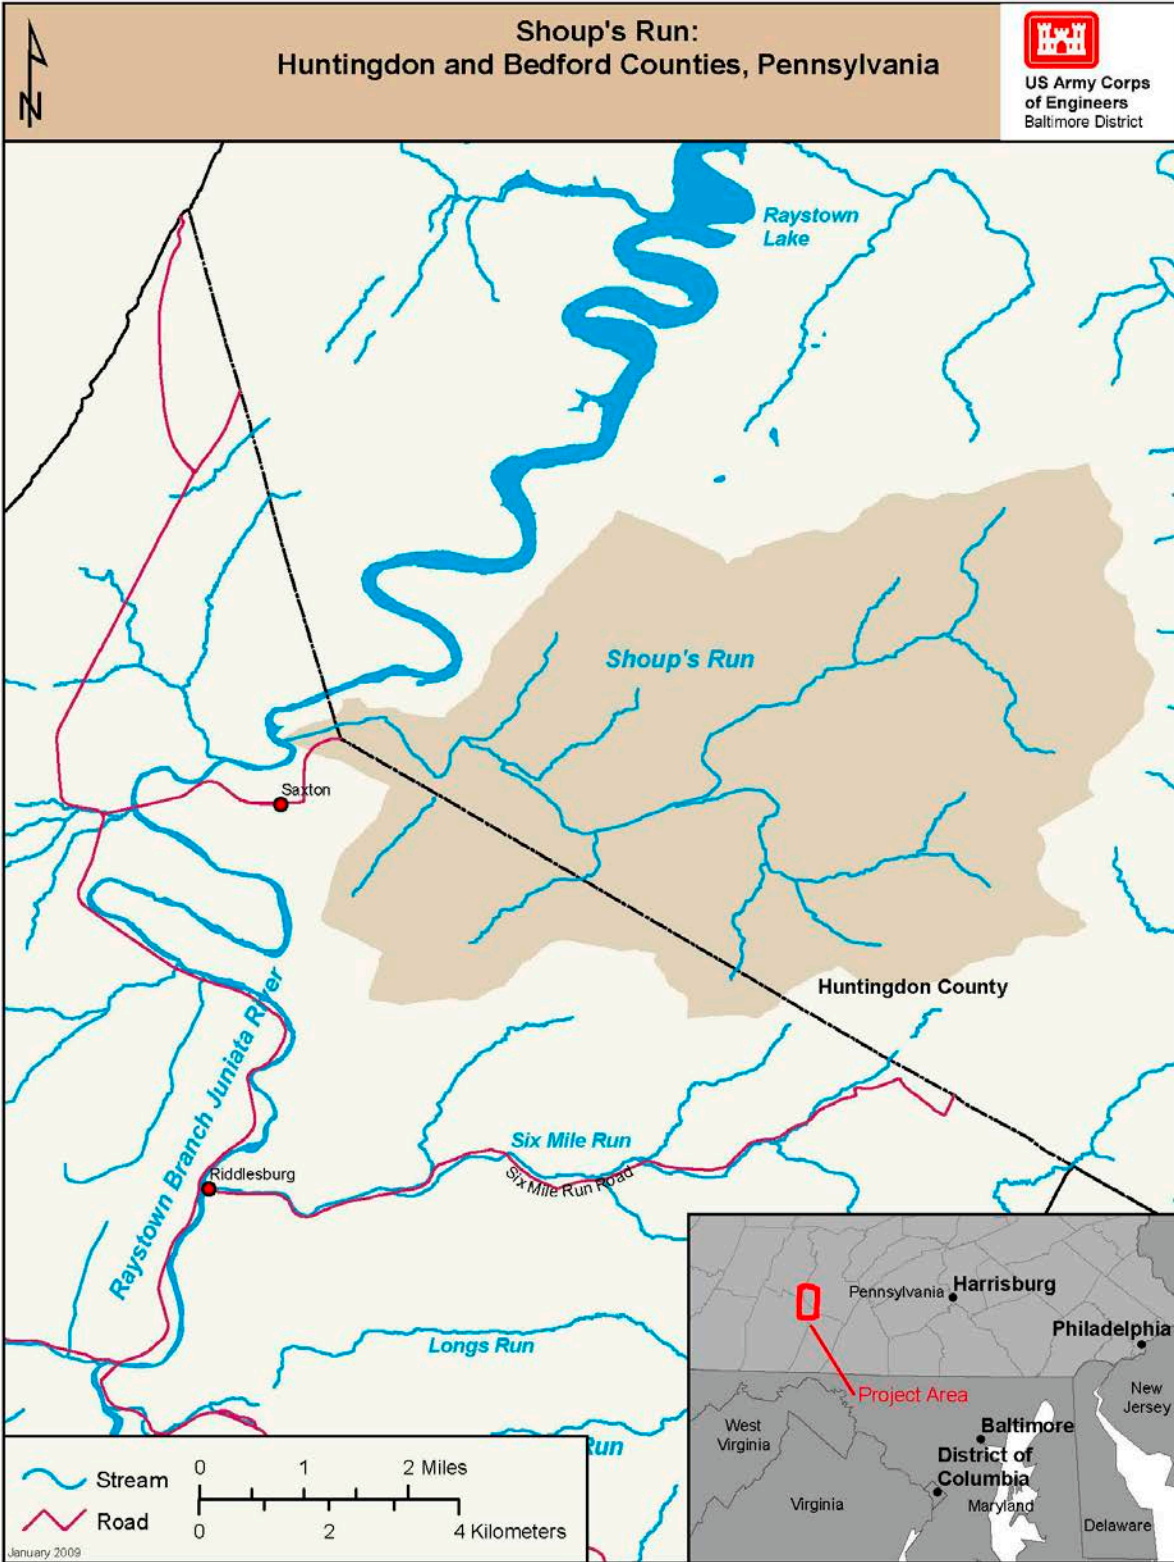 Shoup's Run:
Huntingdon and Bedford Counties, Pennsylvania
N
US Army Corps
of Engineers
Baltimore District
Raystown
Lake
Shoup's Run
Saxton
Huntingdon County
Raystown Branch Juniata River
Six Mile Run
Six Mile Run Road
Riddlesburg
Longs Run
Run
Pennsylvania
Harrisburg
Philadelphia
Project Area
New
Jersey
West
Virginia
Baltimore
District of
Columbia
Virginia
Maryland
Delaware
Stream
Road
0 1 2 Miles
0 2 4 Kilometers
January 2009